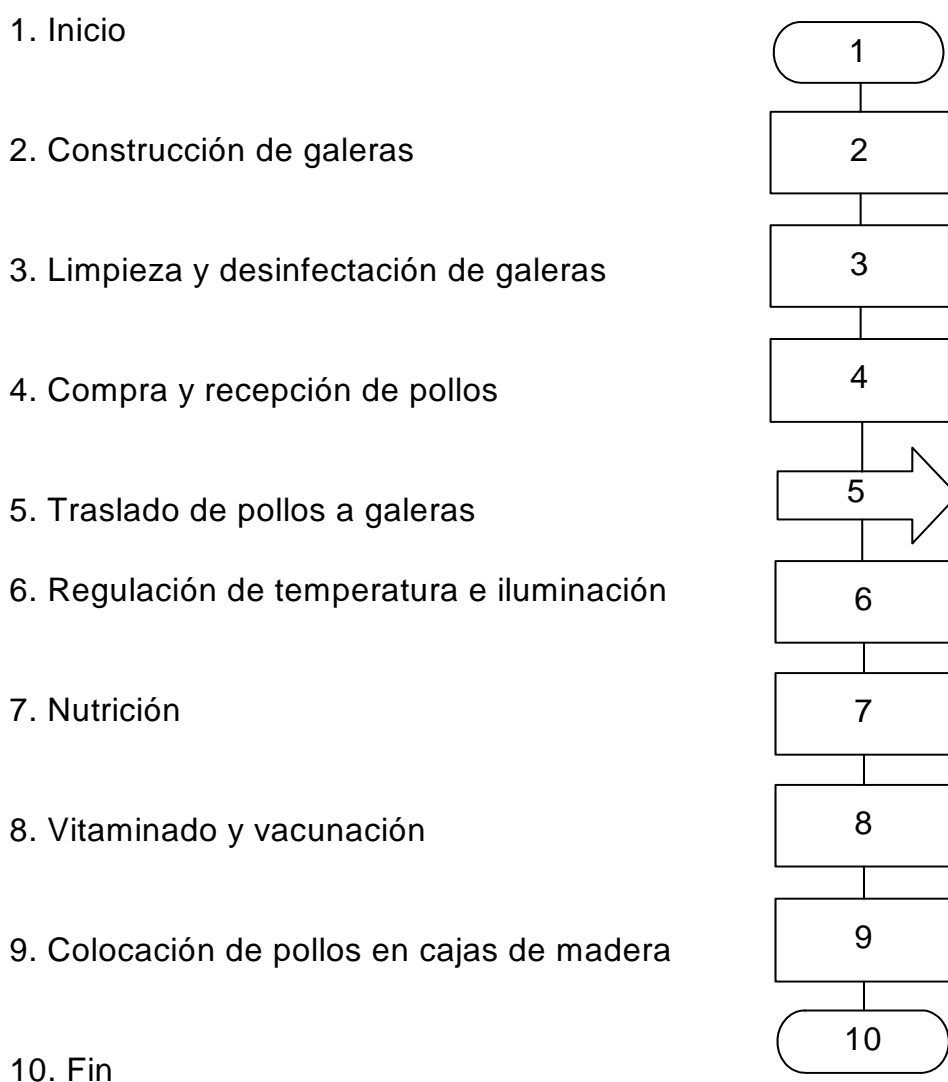 1. Inicio
1
2. Construcción de galeras
2
3. Limpieza y desinfectación de galeras
3
4. Compra y recepción de pollos
4
5. Traslado de pollos a galeras
5
6. Regulación de temperatura e iluminación
6
7. Nutrición
7
8. Vitaminado y vacunación
8
9. Colocación de pollos en cajas de madera
9
10. Fin
10